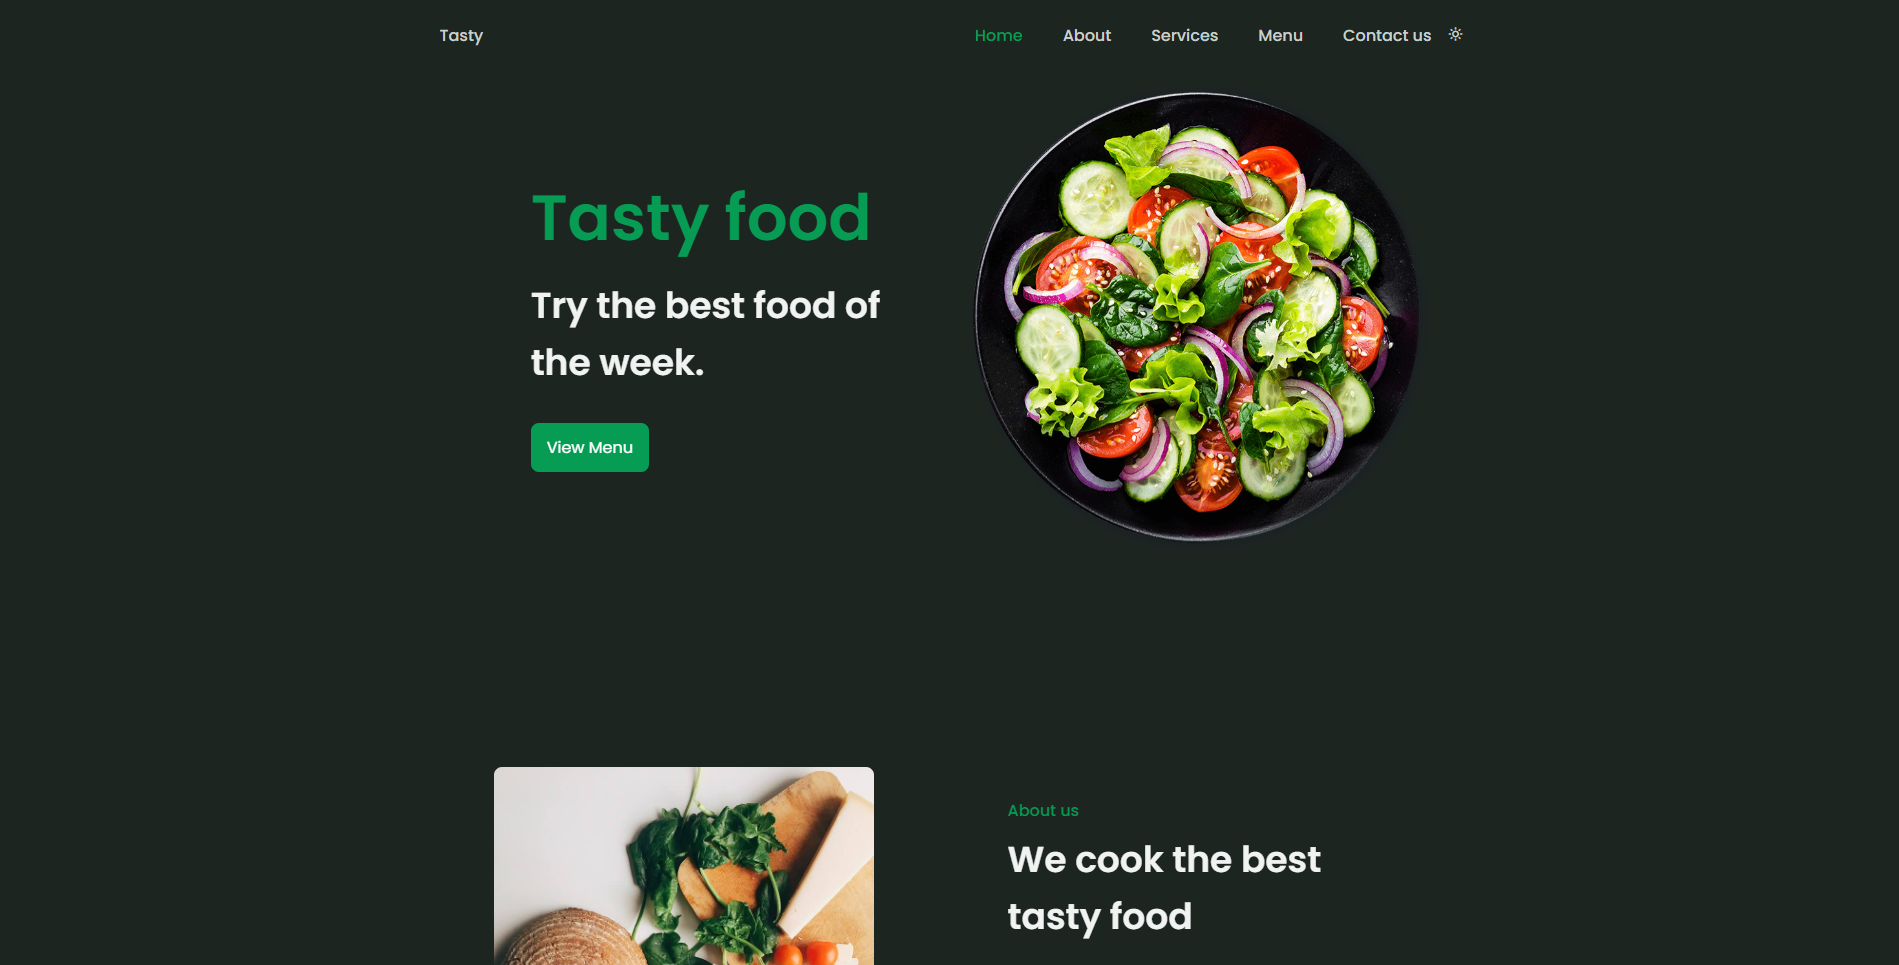 Tasty
Home
About
Services
Menu
Contact us
Tasty food
Try the best food of
the week.
View Menu
About us
We cook the best
tasty food